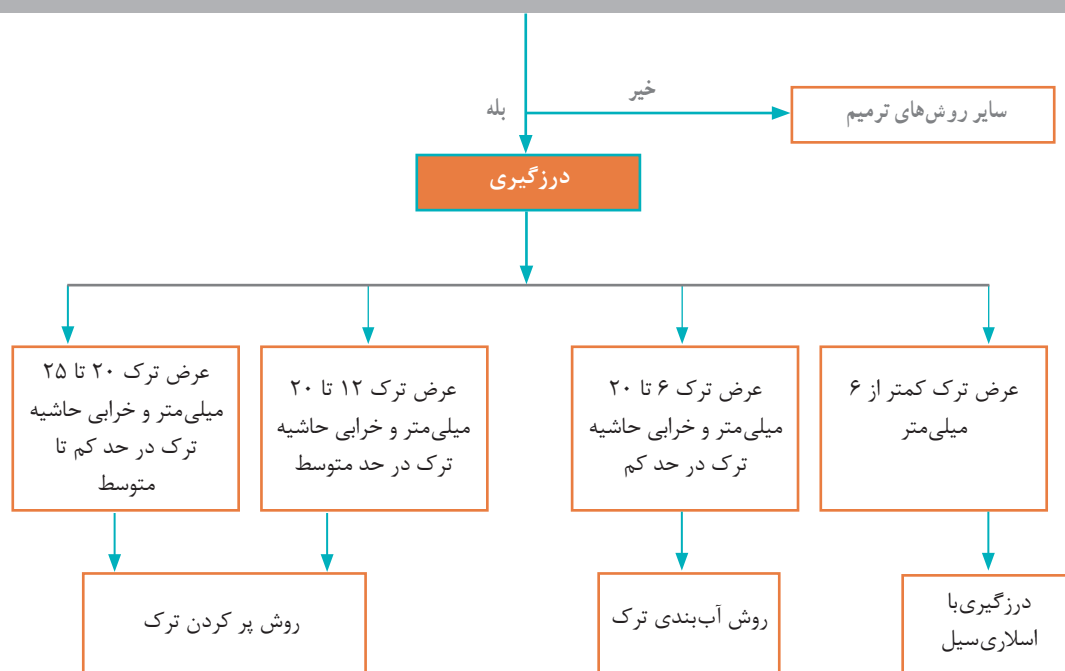 خیر
سایر روش‌های ترمیم
بله
درزگیری
عرض ترک کمتر از ۶
میلی‌متر
عرض ترک ۶ تا ۲۰
میلی‌متر و خرابی حاشیه
ترک در حد کم
عرض ترک ۱۲ تا ۲۰
میلی‌متر و خرابی حاشیه
ترک در حد متوسط
عرض ترک ۲۰ تا ۲۵
میلی‌متر و خرابی حاشیه
ترک در حد کم تا
متوسط
درزگیری‌با
اسلاری‌سیل
روش آب‌بندی ترک
روش پر کردن ترک